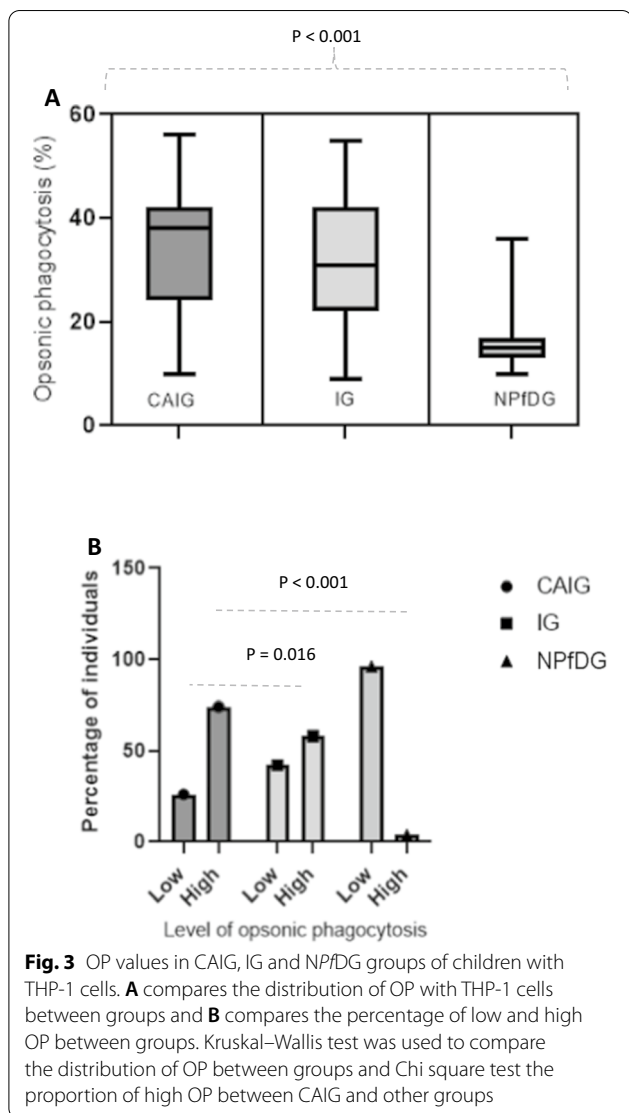 P < 0.001
A
60
40
20
0
Opsonic phagocytosis (%)
CAIG
IG
NPfDG
B
150
100
50
0
Percentage of individuals
P < 0.001
P = 0.016
CAIG
IG
NPfDG
Low
High
Low
High
Low
High
Level of opsonic phagocytosis
Fig. 3 OP values in CAIG, IG and NPfDG groups of children with
THP-1 cells. A compares the distribution of OP with THP-1 cells
between groups and B compares the percentage of low and high
OP between groups. Kruskal–Wallis test was used to compare
the distribution of OP between groups and Chi square test the
proportion of high OP between CAIG and other groups